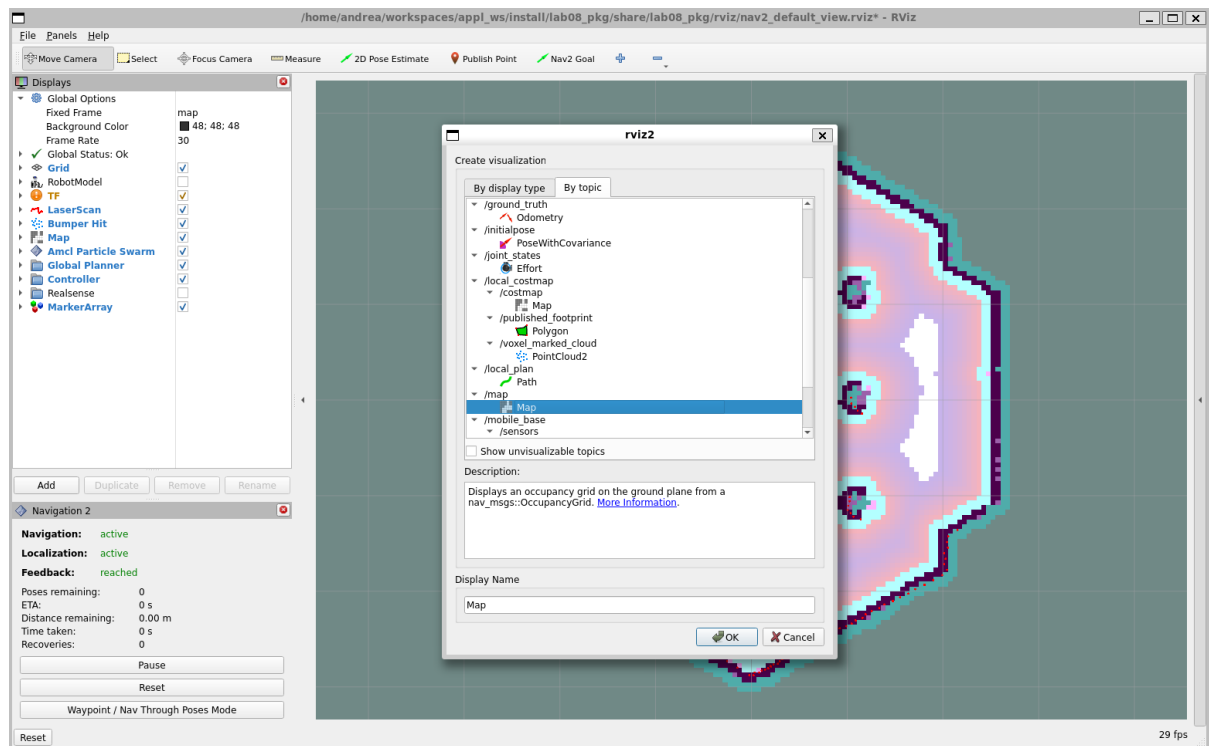 /home/andrea/workspaces/appl_ws/install/lab08_pkg/share/lab08_pkg/rviz/nav2_default_view.rviz* - RViz
File Panels Help
Move Camera Select Focus Camera Measure 2D Pose Estimate Publish Point Nav2 Goal
Displays
Global Options
Fixed Frame map
Background Color 48; 48; 48
Frame Rate 30
Global Status: Ok
Grid
RobotModel
TF
LaserScan
Bumper Hit
Map
Amcl Particle Swarm
Global Planner
Controller
Realsense
MarkerArray
Add Duplicate Remove Rename
Navigation 2
Navigation: active
Localization: active
Feedback: reached
Poses remaining: 0
ETA: 0 s
Distance remaining: 0.00 m
Time taken: 0 s
Recoveries: 0
Pause
Reset
Waypoint / Nav Through Poses Mode
Reset
rviz2
Create visualization
By display type By topic
/ground_truth
Odometry
/initialpose
PoseWithCovariance
/joint_states
Effort
/local_costmap
/costmap
Map
/published_footprint
Polygon
/voxel_marked_cloud
PointCloud2
/local_plan
Path
/map
Map
/mobile_base
/sensors
Show unvisualizable topics
Description:
Displays an occupancy grid on the ground plane from a
nav_msgs::OccupancyGrid. More Information.
Display Name
Map
OK Cancel
29 fps